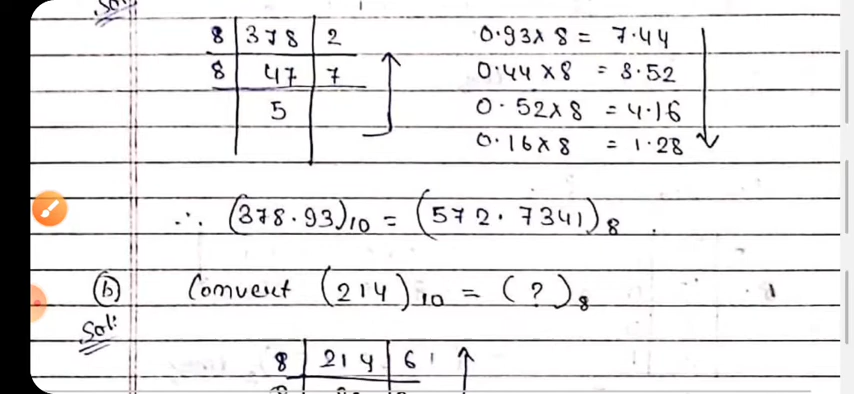 Sol:
8 378 2 0.93 x 8 = 7.44
8 47 7 0.44 x 8 = 3.52
5 0.52 x 8 = 4.16
0.16 x 8 = 1.28
∴ (378.93)10 = (572.7341)8.
(b) Convert (214)10 = (?)8
Sol:
8 214 6